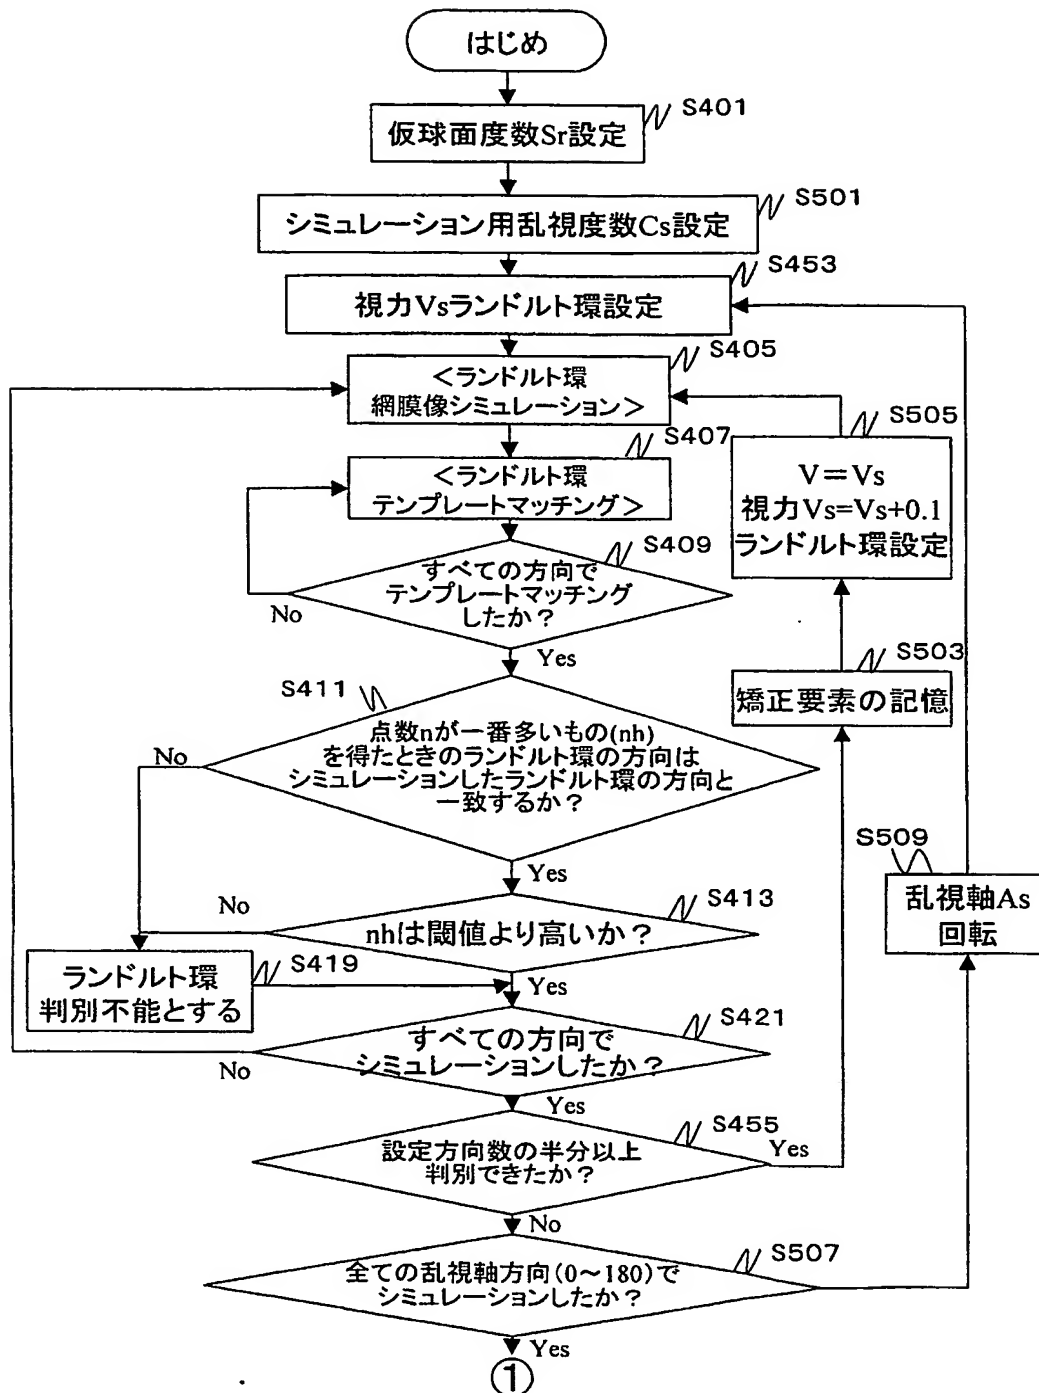 はじめ
S401
仮球面度数Sr設定
S501
シミュレーション用乱視度数Cs設定
S453
視力Vsランドルト環設定
S405
<ランドルト環
網膜像シミュレーション>
S407
<ランドルト環
テンプレートマッチング>
S505
V=Vs
視力Vs=Vs+0.1
ランドルト環設定
S409
すべての方向で
テンプレートマッチング
したか?
No
Yes
S503
矯正要素の記憶
S411
点数nが一番多いもの(nh)
を得たときのランドルト環の方向は
シミュレーションしたランドルト環の方向と
一致するか?
No
Yes
S509
乱視軸As
回転
S413
nhは閾値より高いか?
No
Yes
S419
ランドルト環
判別不能とする
S421
すべての方向で
シミュレーションしたか?
No
Yes
S455
設定方向数の半分以上
判別できたか?
Yes
No
S507
全ての乱視軸方向(0~180)で
シミュレーションしたか?
Yes
①